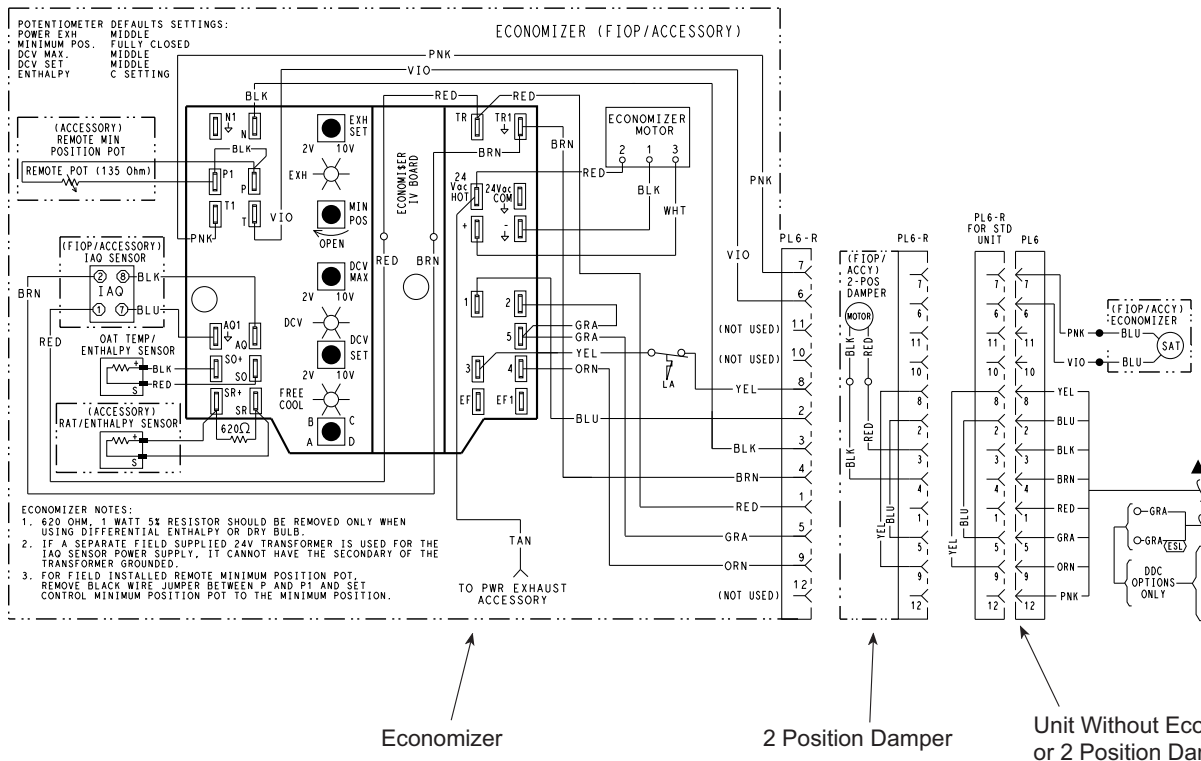 POTENTIOMETER DEFAULTS SETTINGS:
POWER EXH MIDDLE
MINIMUM POS. FULLY CLOSED
DCV MAX. MIDDLE
DCV SET MIDDLE
ENTHALPY C SETTING
ECONOMIZER (FIOP/ACCESSORY)
PNK
VIO
BLK
RED
RED
(ACCESSORY)
REMOTE MIN
POSITION POT
REMOTE POT (135 Ohm)
N1
N
BLK
P1
P
T1
T
VIO
PNK
EXH
SET
2V 10V
EXH
MIN
POS
OPEN
DCV
MAX
2V 10V
DCV
DCV
SET
2V 10V
FREE
COOL
B C
A D
ECONOMI$ER
IV BOARD
RED
BRN
TR
TR1
BRN
BRN
24
Vac
HOT
24Vac
COM
+
-
1
2
5
3
4
EF
EF1
ECONOMIZER
MOTOR
2 1 3
RED
BLK
WHT
(FIOP/ACCESSORY)
IAQ SENSOR
2 8
IAQ
1 7
BLK
BLU
BRN
RED
AQ1
AQ
OAT TEMP/
ENTHALPY SENSOR
+
S
BLK
RED
SO+
SO
SR+
SR
620Ω
(ACCESSORY)
RAT/ENTHALPY SENSOR
+
S
GRA
GRA
YEL
ORN
LA
YEL
BLU
BLK
BRN
RED
GRA
ORN
TAN
TO PWR EXHAUST
ACCESSORY
PNK
VIO
(NOT USED)
(NOT USED)
(NOT USED)
PL6-R
7
6
11
10
8
2
3
4
1
5
9
12
ECONOMIZER NOTES:
1. 620 OHM, 1 WATT 5% RESISTOR SHOULD BE REMOVED ONLY WHEN
USING DIFFERENTIAL ENTHALPY OR DRY BULB.
2. IF A SEPARATE FIELD SUPPLIED 24V TRANSFORMER IS USED FOR THE
IAQ SENSOR POWER SUPPLY, IT CANNOT HAVE THE SECONDARY OF THE
TRANSFORMER GROUNDED.
3. FOR FIELD INSTALLED REMOTE MINIMUM POSITION POT,
REMOVE BLACK WIRE JUMPER BETWEEN P AND P1 AND SET
CONTROL MINIMUM POSITION POT TO THE MINIMUM POSITION.
PL6-R
(FIOP/
ACCY)
2-POS
DAMPER
MOTOR
BLK
RED
BLK
RED
YEL
BLU
7
6
11
10
8
2
3
4
1
5
9
12
PL6-R
FOR STD
UNIT
PL6
YEL
BLU
7
6
11
10
8
2
3
4
1
5
9
12
7
6
11
10
8
2
3
4
1
5
9
12
PNK
VIO
YEL
BLU
BLK
BRN
RED
GRA
ORN
PNK
(FIOP/ACCY)
ECONOMIZER
BLU
BLU
SAT
GRA
GRA
ESL
DDC
OPTIONS
ONLY
Economizer
2 Position Damper
Unit Without
or 2 Position